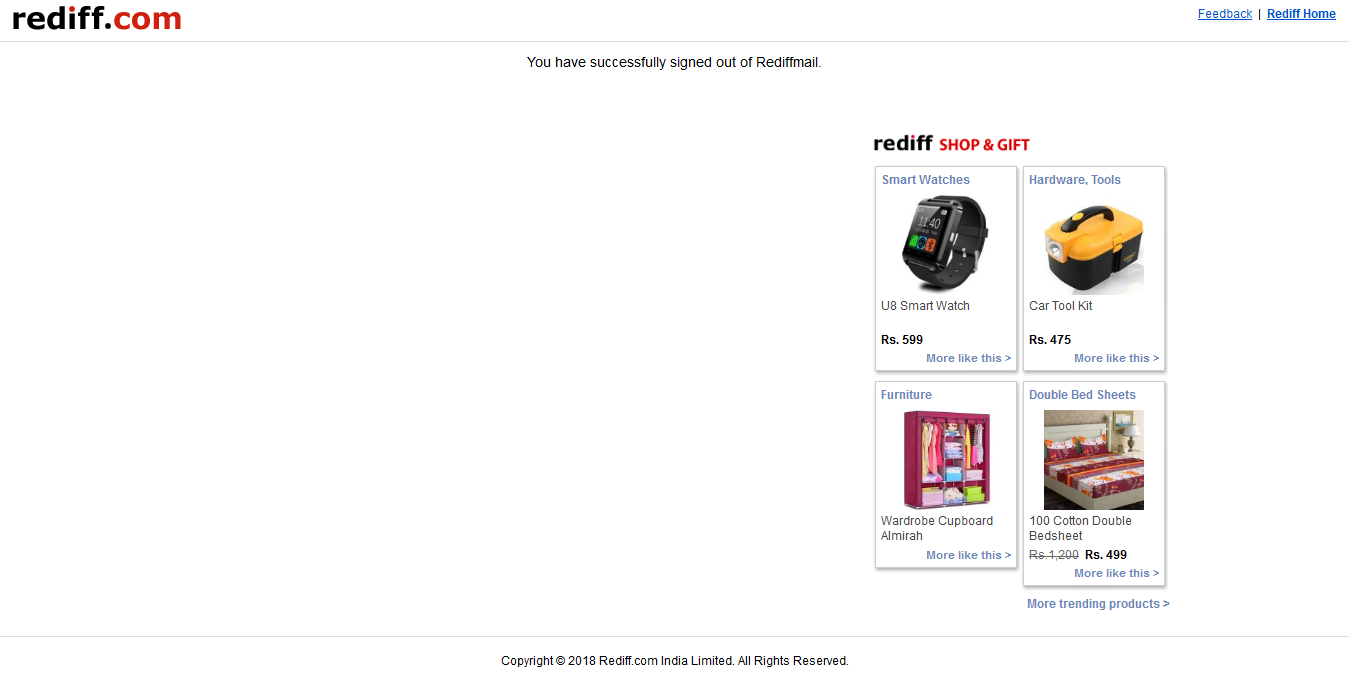 rediff.com
Feedback | Rediff Home
You have successfully signed out of Rediffmail.
rediff SHOP & GIFT
Smart Watches
11:40
U8 Smart Watch
Rs. 599
More like this >
Hardware, Tools
Car Tool Kit
Rs. 475
More like this >
Furniture
Wardrobe Cupboard
Almirah
More like this >
Double Bed Sheets
100 Cotton Double
Bedsheet
Rs.1,200 Rs. 499
More like this >
More trending products >
Copyright © 2018 Rediff.com India Limited. All Rights Reserved.